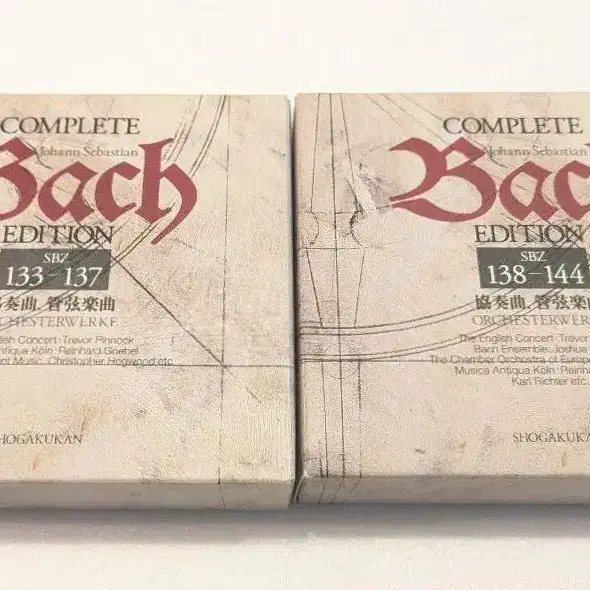 COMPLETE
Johann Sebastian
Bach
EDITION
SBZ
133-137
協奏曲 管弦楽曲
ORCHESTERWERKE
English Concert: Trevor Pinnock
Antiqua Köln: Reinhard Goebel
Music: Christopher Hogwood etc.
SHOGAKUKAN
COMPLETE
Johann Sebastian
Bach
EDITION
SBZ
138-144
協奏曲 管弦楽曲
ORCHESTERWERKE
The English Concert: Trevor
Bach Ensemble: Joshua
The Chamber Orchestra of Europe
Musica Antiqua Köln: Reinhard
Karl Richter etc.
SHOGAKUKAN